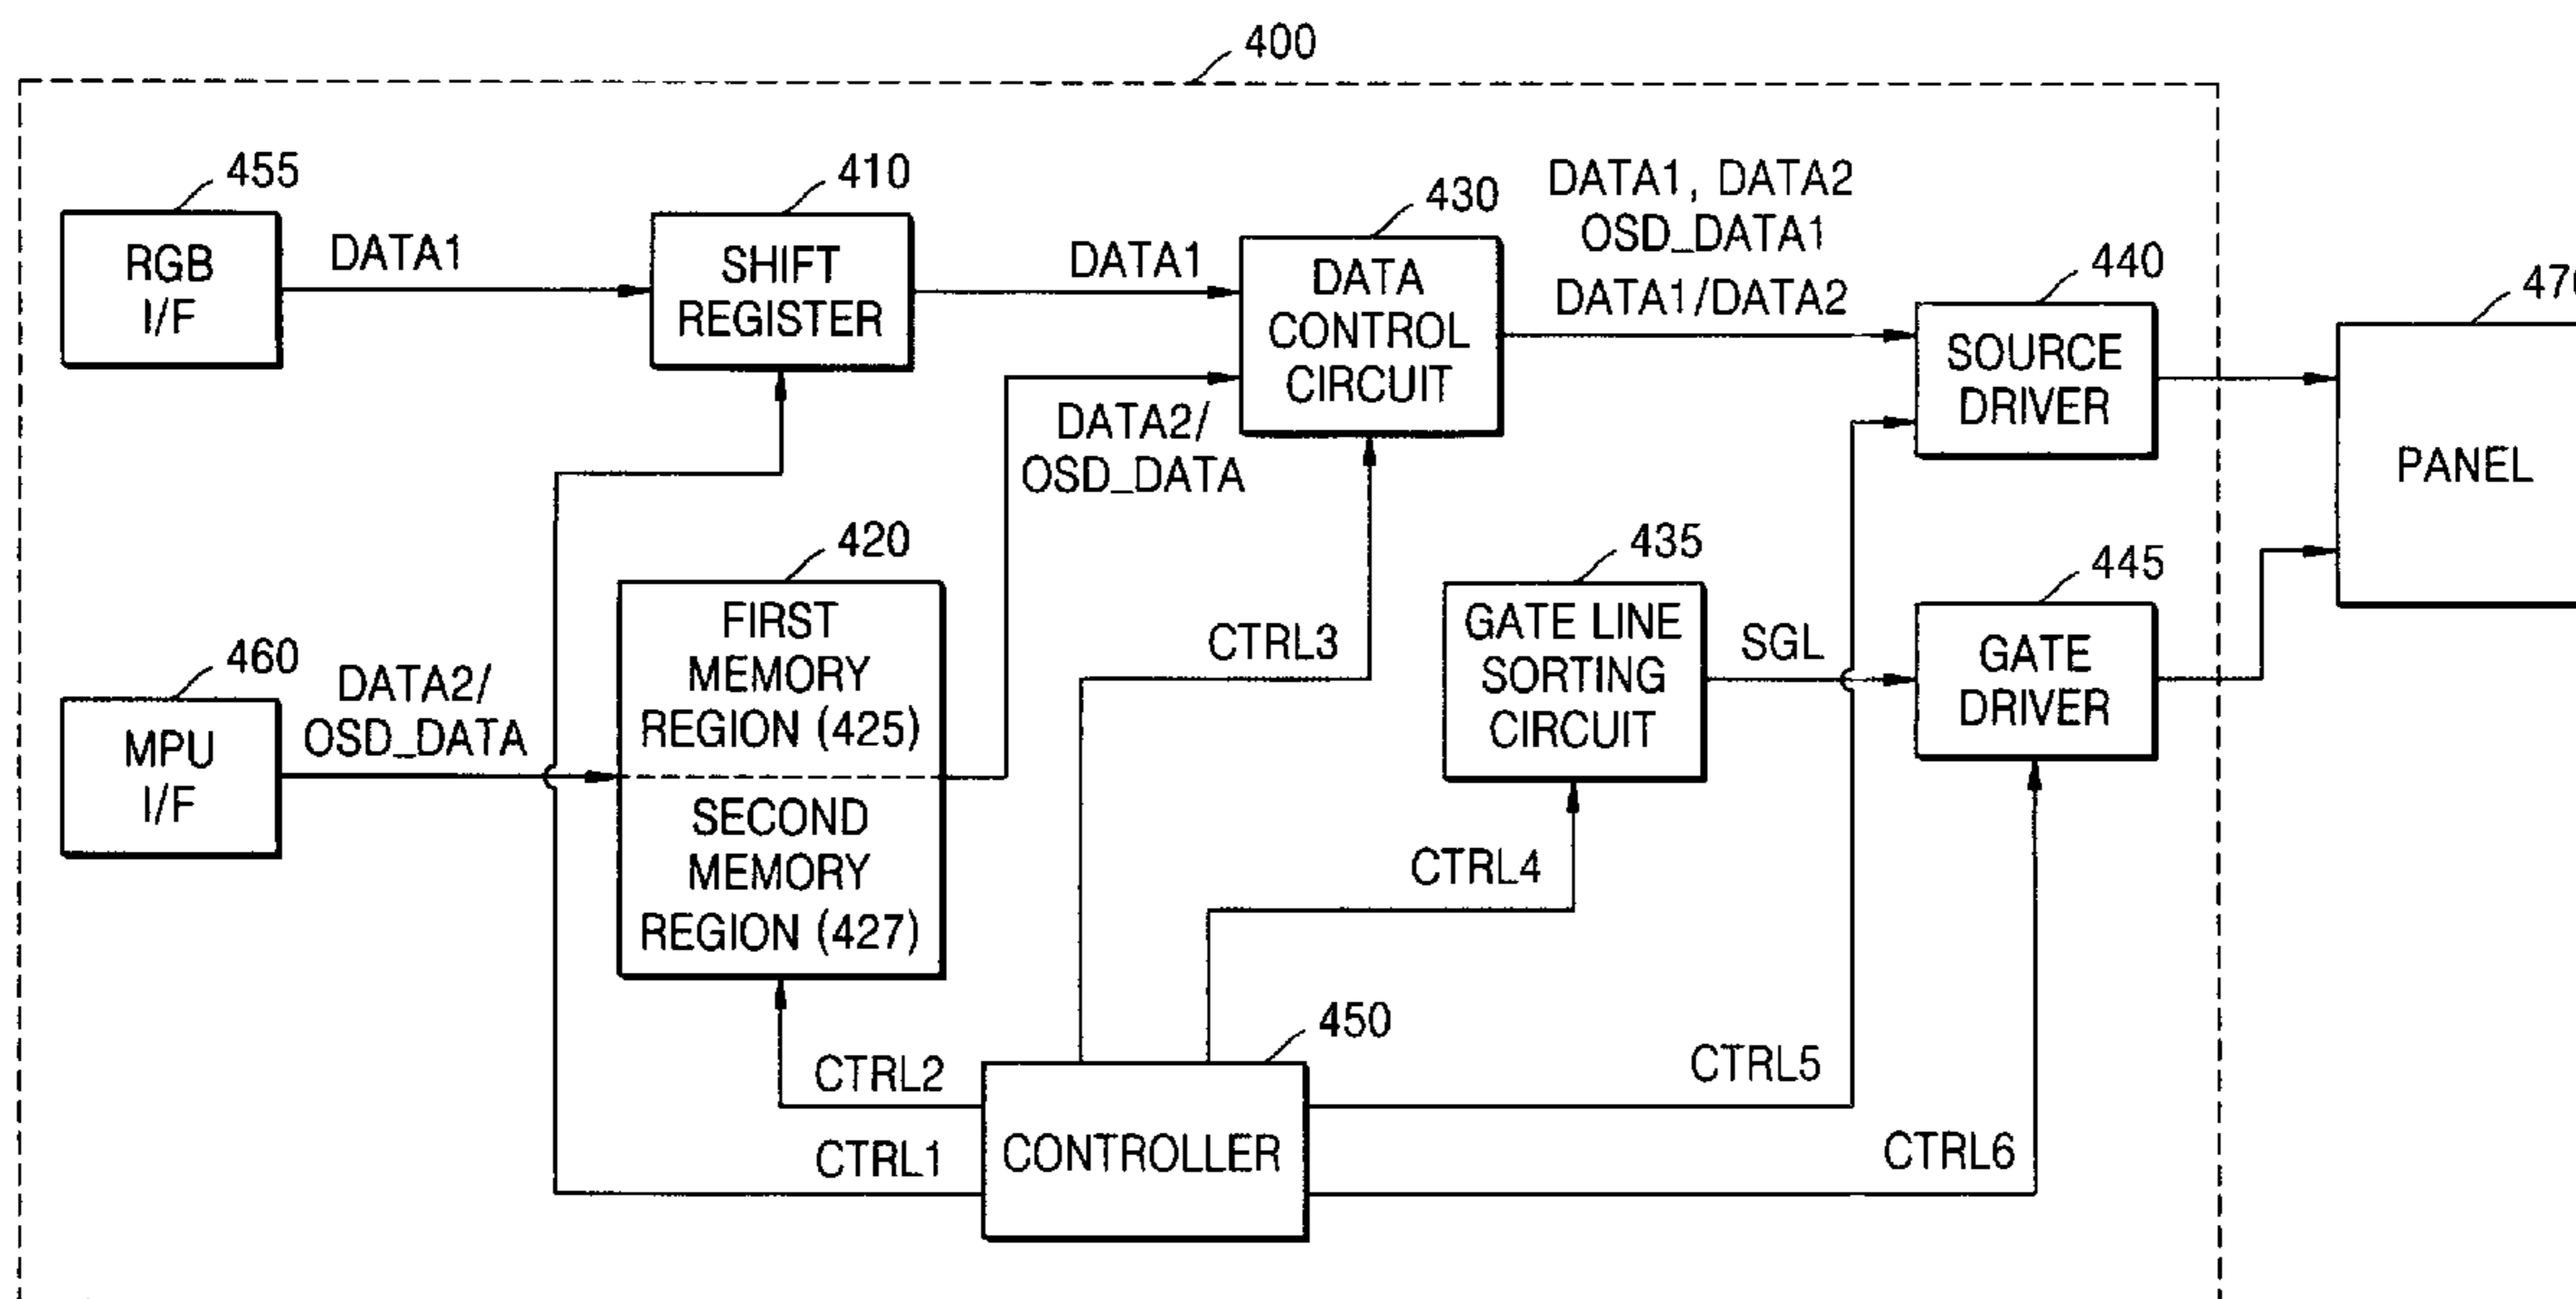 400
455
RGB
I/F
DATA1
410
SHIFT
REGISTER
DATA1
430
DATA
CONTROL
CIRCUIT
DATA1, DATA2
OSD_DATA1
DATA1/DATA2
440
SOURCE
DRIVER
PANEL
DATA2/
OSD_DATA
460
MPU
I/F
DATA2/
OSD_DATA
420
FIRST
MEMORY
REGION (425)
SECOND
MEMORY
REGION (427)
CTRL3
435
GATE LINE
SORTING
CIRCUIT
SGL
445
GATE
DRIVER
CTRL4
450
CONTROLLER
CTRL2
CTRL1
CTRL5
CTRL6